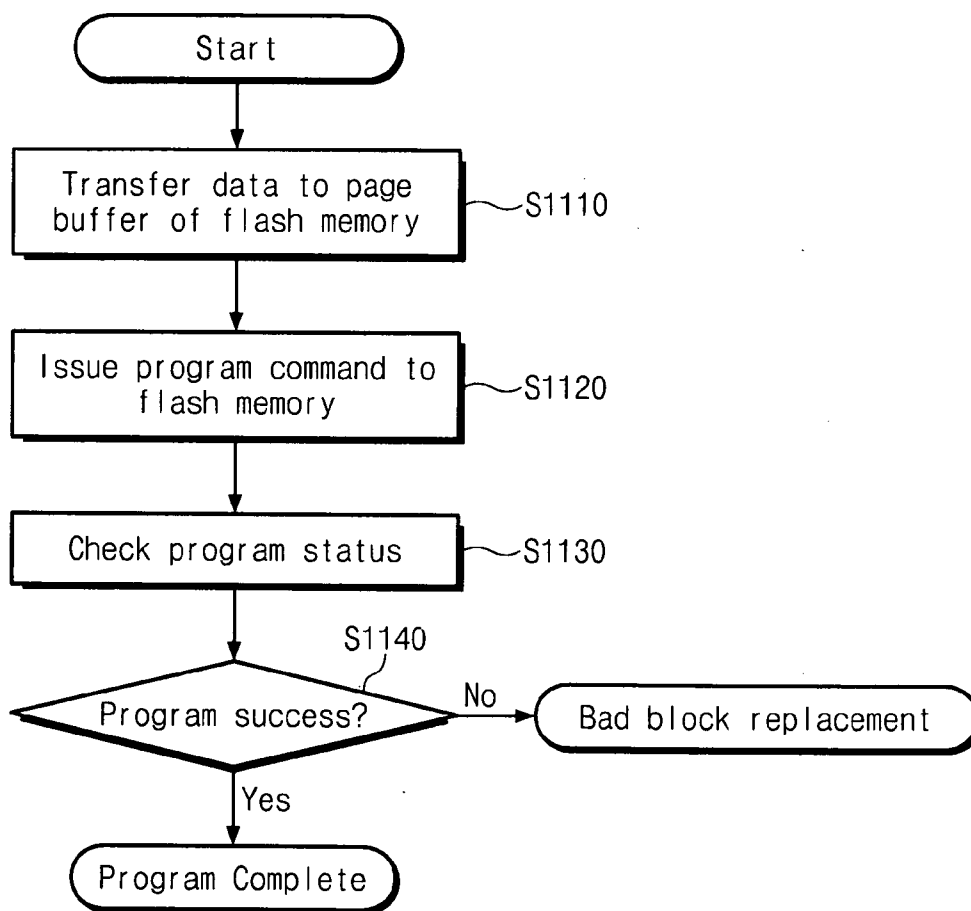 Start
Transfer data to page
buffer of flash memory
S1110
Issue program command to
flash memory
S1120
Check program status
S1130
S1140
Program success?
No
Bad block replacement
Yes
Program Complete